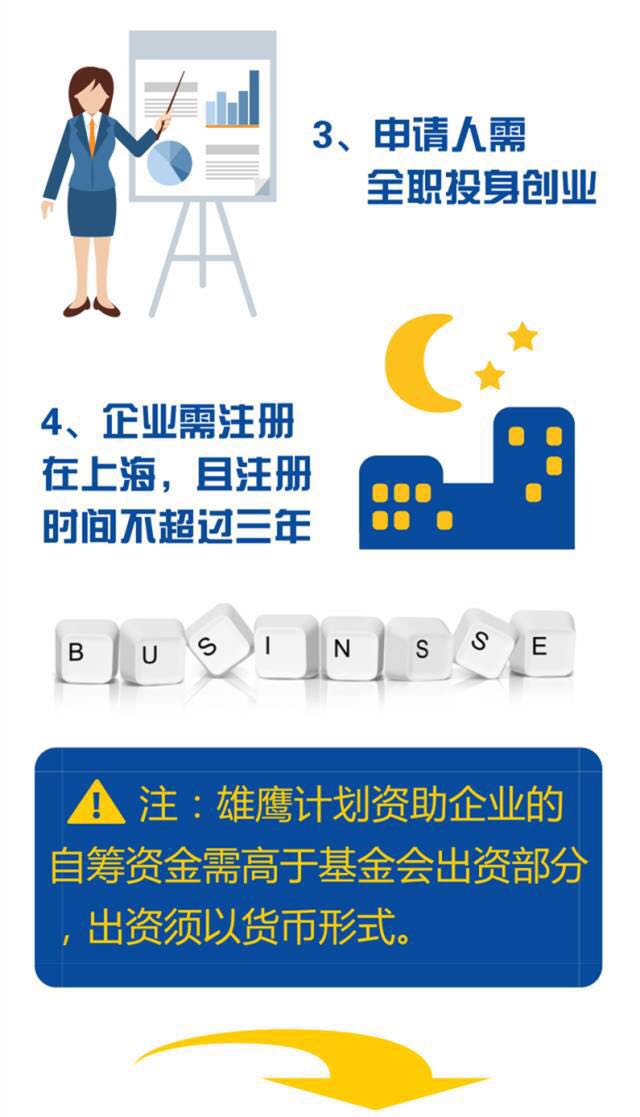 3、申请人需
全职投身创业
4、企业需注册
在上海，且注册
时间不超过三年
BUSINSSE
注：雄鹰计划资助企业的
自筹资金需高于基金会出资部分
，出资须以货币形式。